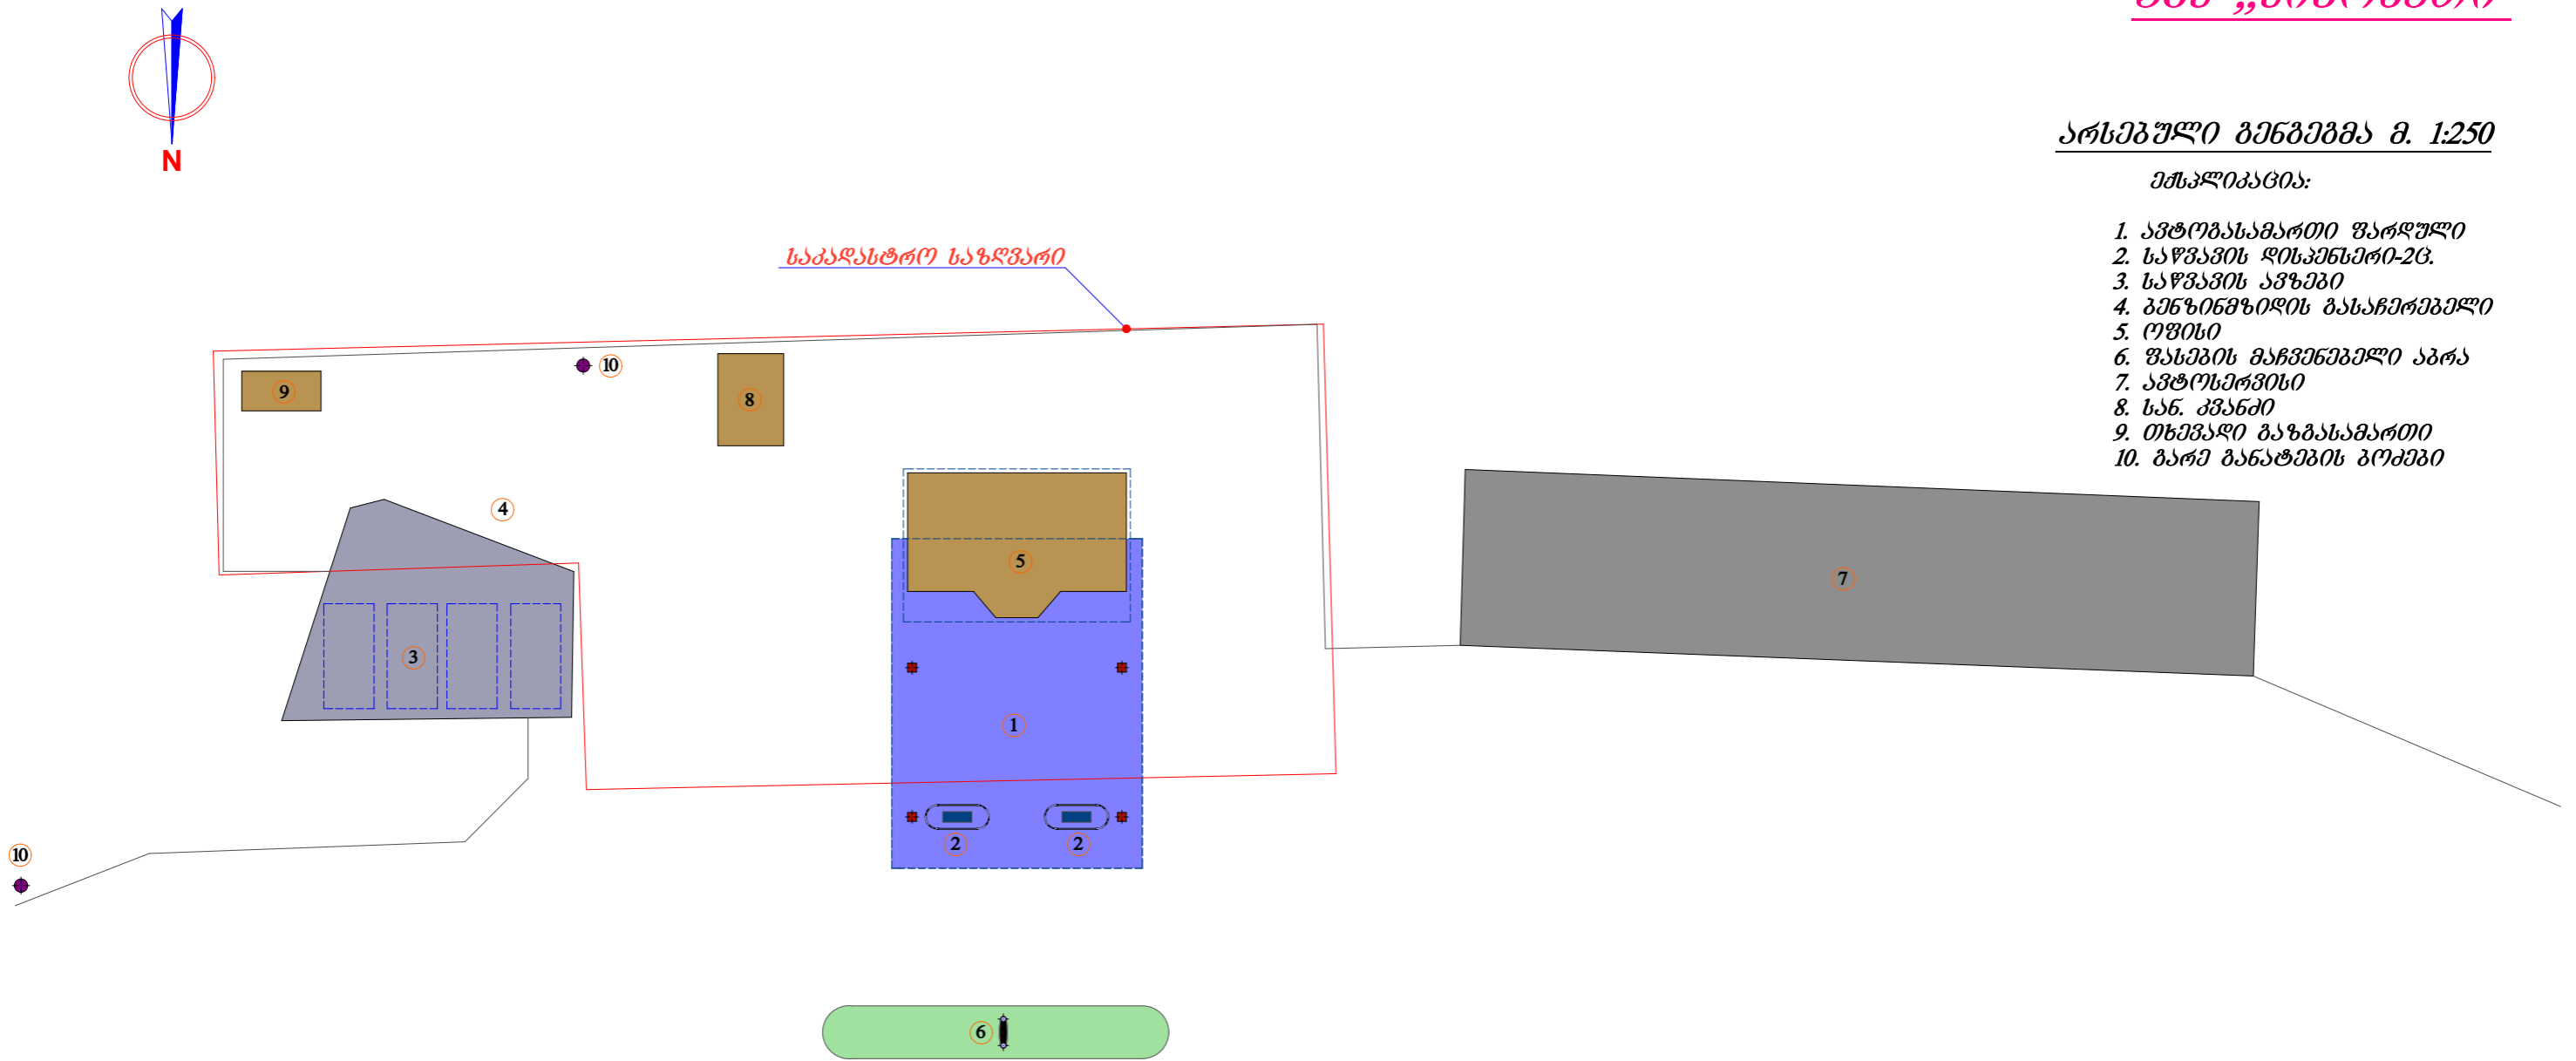 არსებული გენგეგმა მ. 1:250
ექსპლიკაცია:
1. ავტოგასამართი ფარდული
2. საწვავის დისპენსერი-2ც.
3. საწვავის ავზები
4. ბენზინმზიდის გასაჩერებელი
5. ოფისი
6. ფასების მაჩვენებელი აბრა
7. ავტოსერვისი
8. სან. კვანძი
9. თხევადი გაზგასამართი
10. გარე განათების ბოძები
N
საკადასტრო საზღვარი
10
9
8
4
5
7
3
1
2
2
10
6